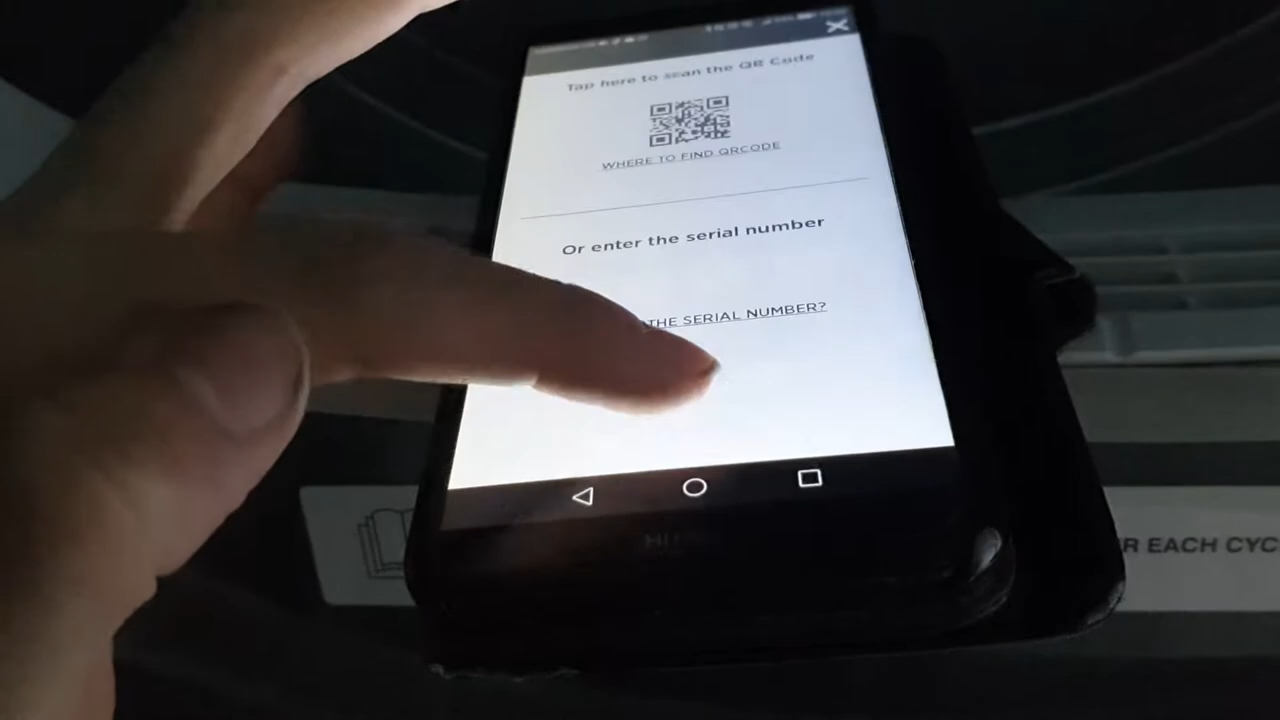 Tap here to scan the QR Code
WHERE TO FIND QRCODE
Or enter the serial number
THE SERIAL NUMBER?
R EACH CYC